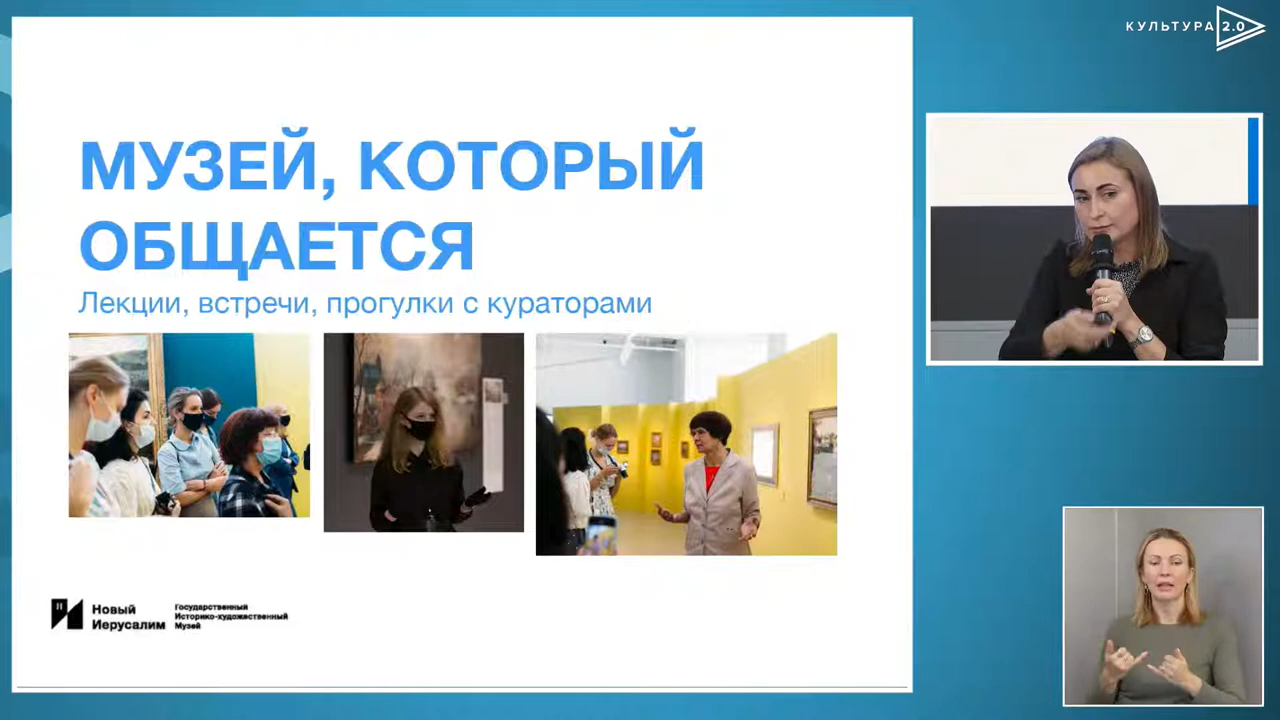 КУЛЬТУРА 2.0
МУЗЕЙ, КОТОРЫЙ
ОБЩАЕТСЯ
Лекции, встречи, прогулки с кураторами
Новый
Иерусалим
Государственный
Историко-художественный
Музей